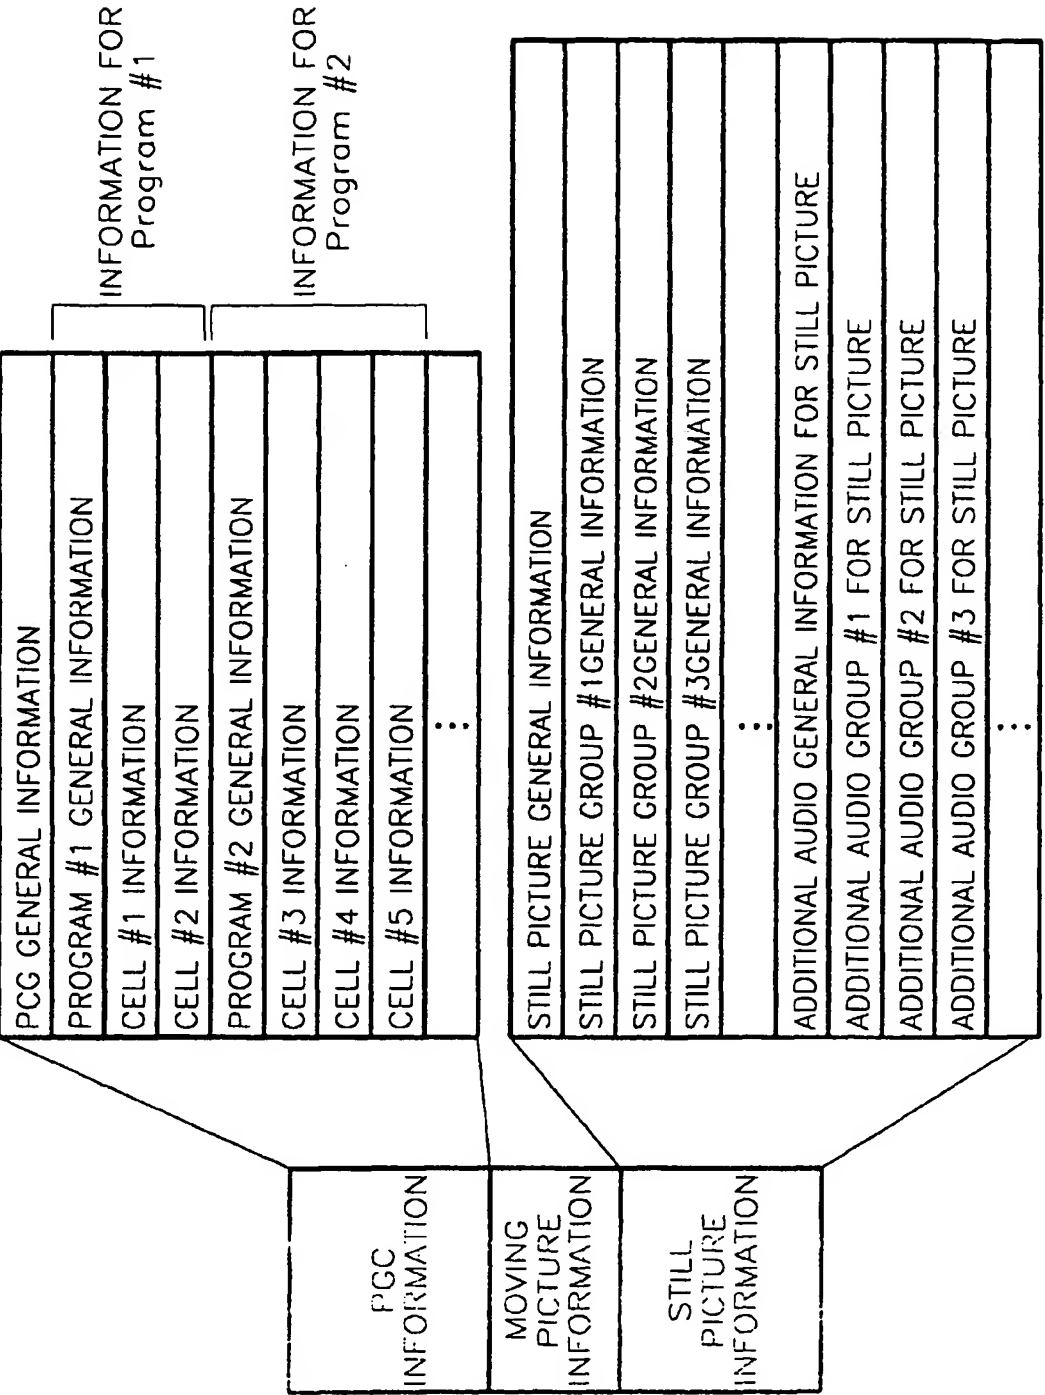 PGC
INFORMATION
MOVING
PICTURE
INFORMATION
STILL
PICTURE
INFORMATION
PCG GENERAL INFORMATION
PROGRAM #1 GENERAL INFORMATION
CELL #1 INFORMATION
CELL #2 INFORMATION
PROGRAM #2 GENERAL INFORMATION
CELL #3 INFORMATION
CELL #4 INFORMATION
CELL #5 INFORMATION
...
INFORMATION FOR
Program #1
INFORMATION FOR
Program #2
STILL PICTURE GENERAL INFORMATION
STILL PICTURE GROUP #1GENERAL INFORMATION
STILL PICTURE GROUP #2GENERAL INFORMATION
STILL PICTURE GROUP #3GENERAL INFORMATION
...
ADDITIONAL AUDIO GENERAL INFORMATION FOR STILL PICTURE
ADDITIONAL AUDIO GROUP #1 FOR STILL PICTURE
ADDITIONAL AUDIO GROUP #2 FOR STILL PICTURE
ADDITIONAL AUDIO GROUP #3 FOR STILL PICTURE
...